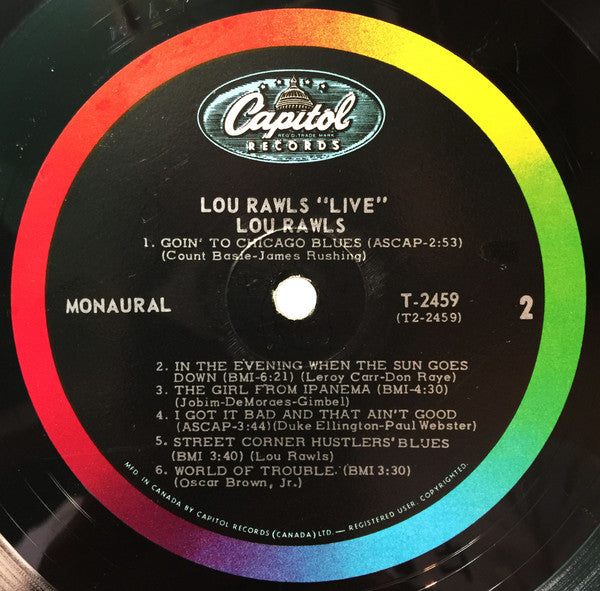 Capitol
REG'D. TRADE MARK
RECORDS
LOU RAWLS "LIVE"
LOU RAWLS
1. GOIN' TO CHICAGO BLUES (ASCAP-2:53)
(Count Basie-James Rushing)
MONAURAL
T-2459
(T2-2459)
2
2. IN THE EVENING WHEN THE SUN GOES
DOWN (BMI-6:21) (Leroy Carr-Don Raye)
3. THE GIRL FROM IPANEMA (BMI-4:30)
(Jobim-DeMoraes-Gimbel)
4. I GOT IT BAD AND THAT AIN'T GOOD
(ASCAP-3:44)(Duke Ellington-Paul Webster)
5. STREET CORNER HUSTLERS' BLUES
(BMI 3:40) (Lou Rawls)
6. WORLD OF TROUBLE. (BMI 3:30)
(Oscar Brown, Jr.)
MFD. IN CANADA BY CAPITOL RECORDS (CANADA) LTD. — REGISTERED USER. COPYRIGHTED.